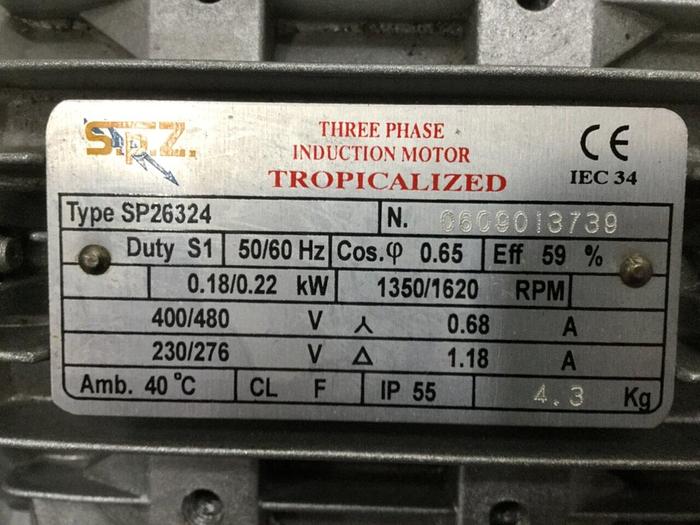 S.p.Z.
THREE PHASE
INDUCTION MOTOR
TROPICALIZED
CE
IEC 34
Type SP26324 N. 0609013739
Duty S1 50/60 Hz Cos.φ 0.65 Eff 59 %
0.18/0.22 kW 1350/1620 RPM
400/480 V ⅄ 0.68 A
230/276 V Δ 1.18 A
Amb. 40 °C CL F IP 55 4.3 Kg